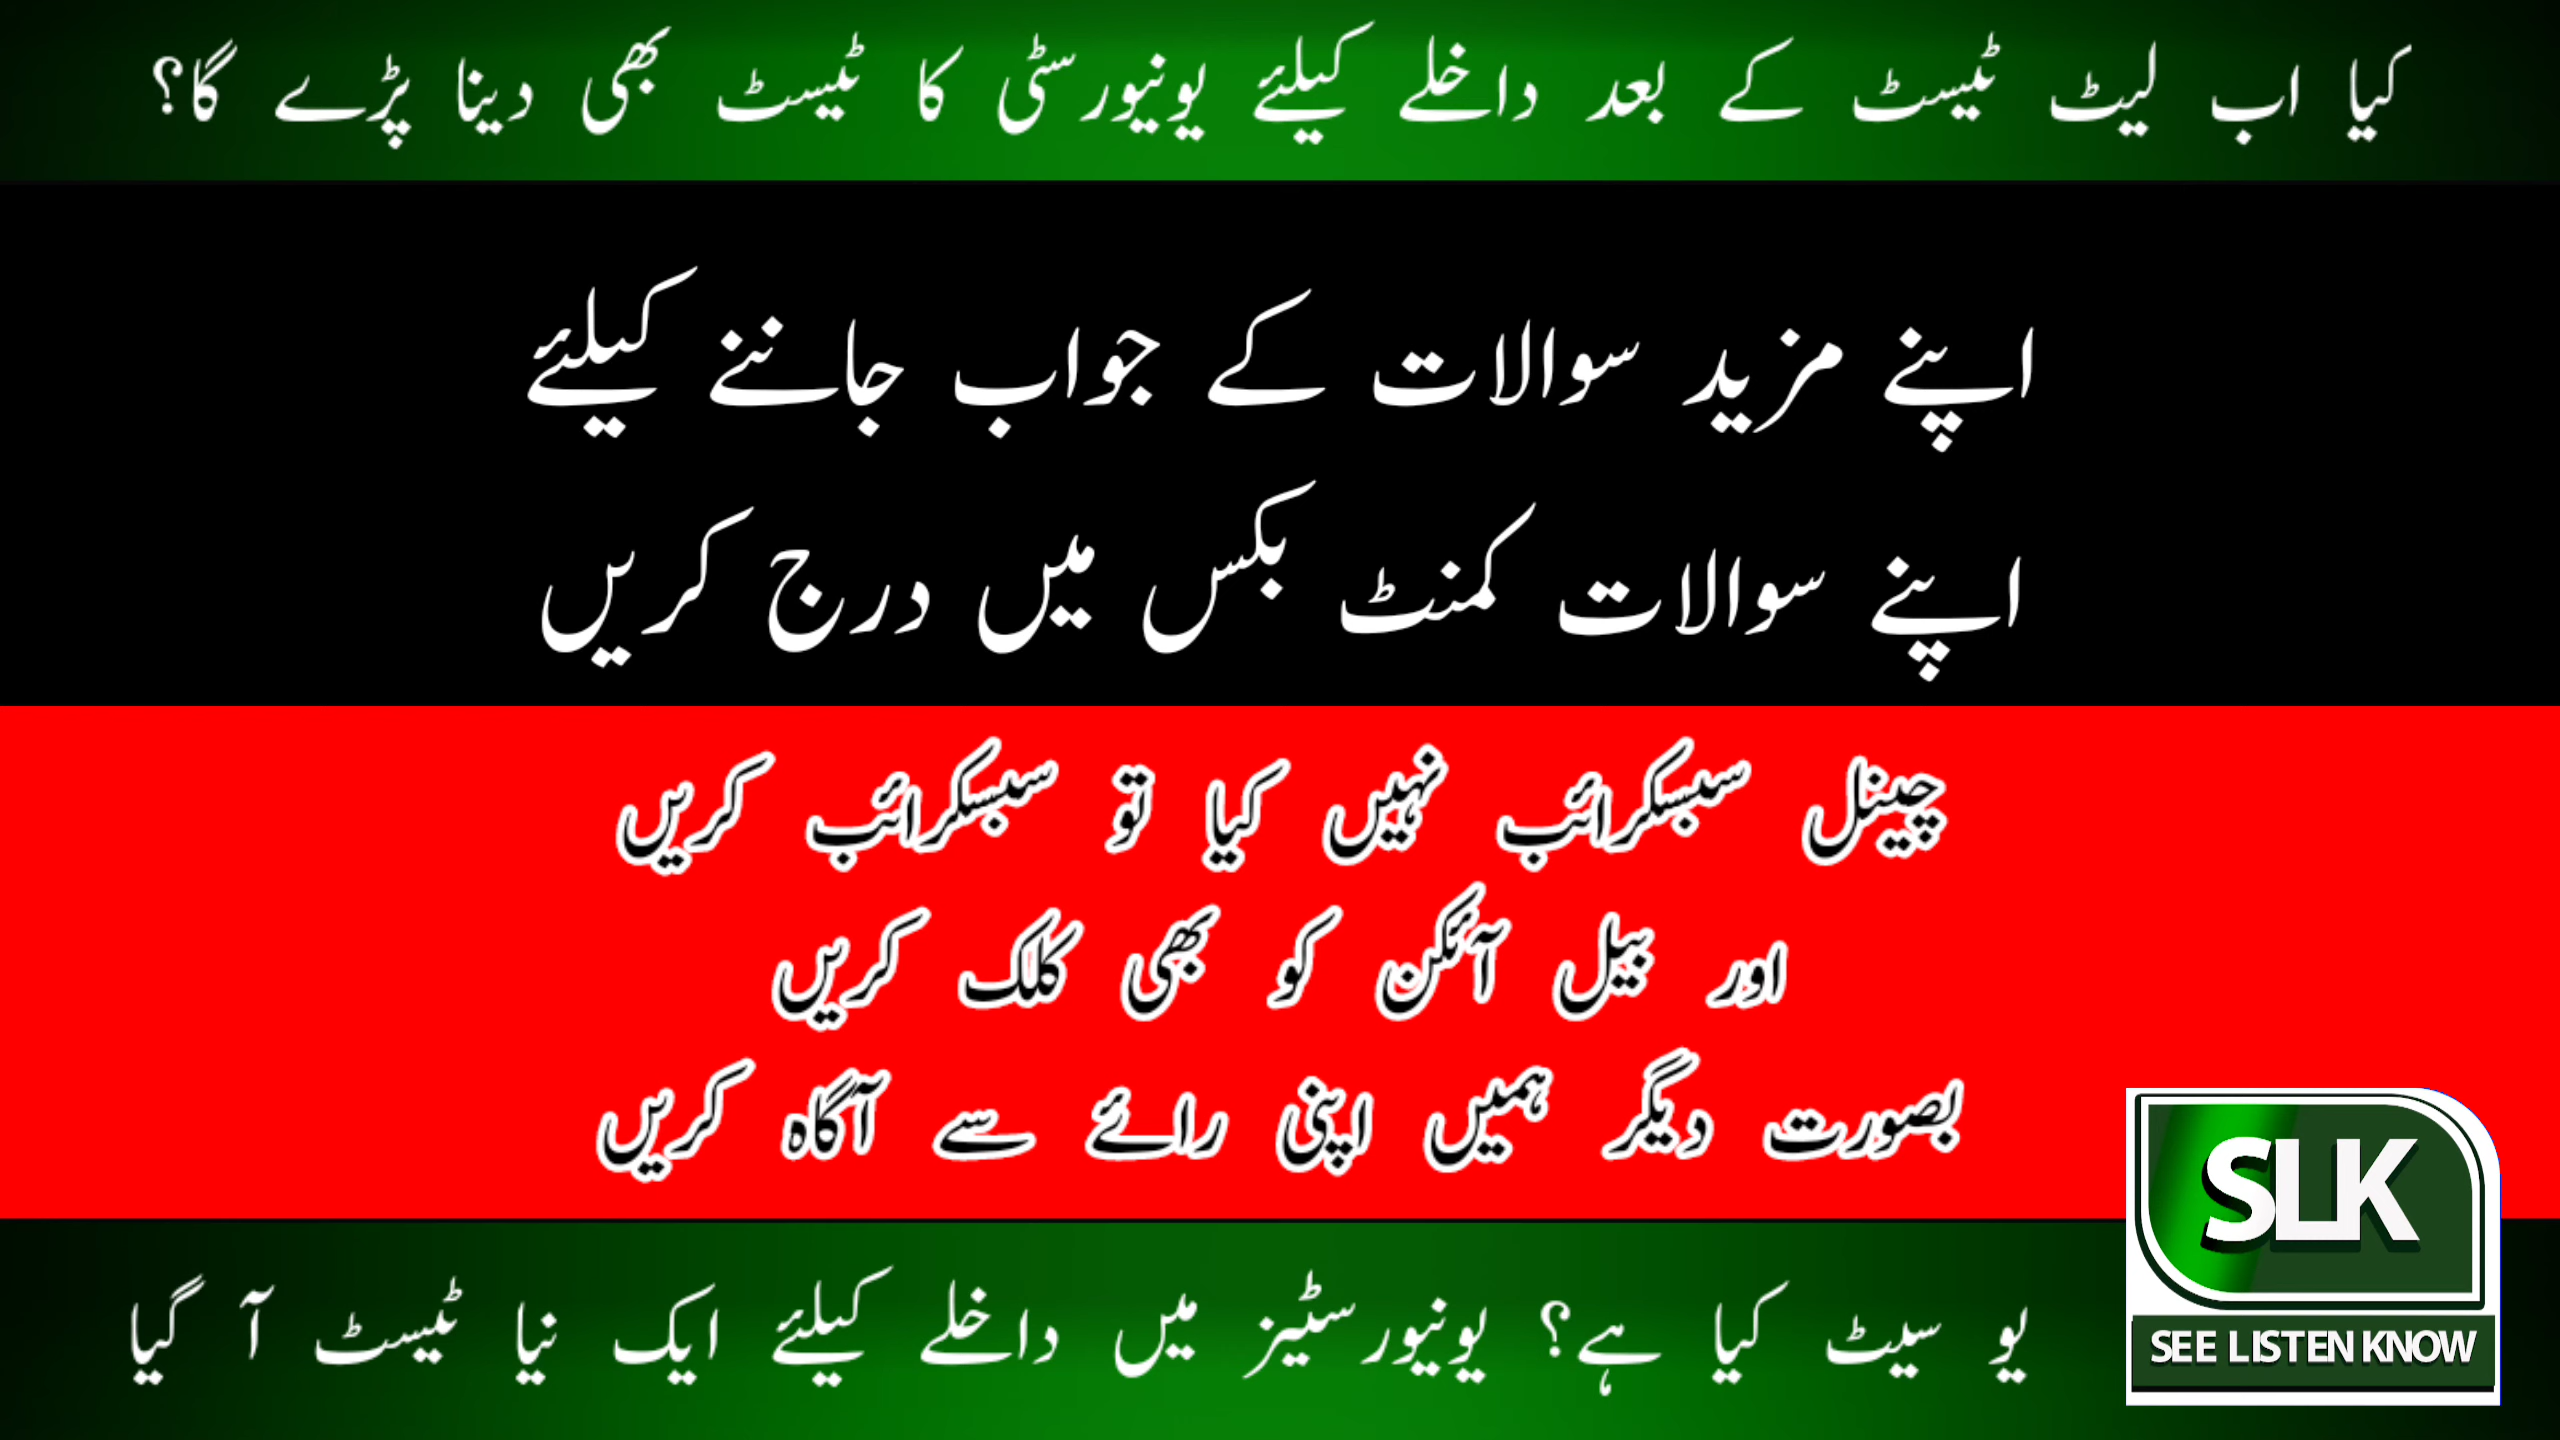 کیا اب لیٹ ٹیسٹ کے بعد داخلے کیلئے یونیورسٹی کا ٹیسٹ بھی دینا پڑے گا؟
اپنے مزید سوالات کے جواب جاننے کیلئے
اپنے سوالات کمنٹ بکس میں درج کریں
چینل سبسکرائب نہیں کیا تو سبسکرائب کریں
اور بیل آئکن کو بھی کلک کریں
بصورت دیگر ہمیں اپنی رائے سے آگاہ کریں
یو سیٹ کیا ہے؟ یونیورسٹیز میں داخلے کیلئے ایک نیا ٹیسٹ آ گیا
SLK
SEE LISTEN KNOW